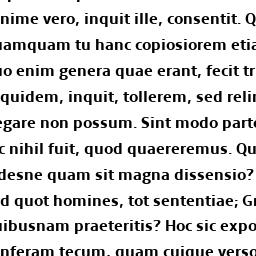 nime vero, inquit ille, consentit. Q
uamquam tu hanc copiosiorem etia
uo enim genera quae erant, fecit tr
quidem, inquit, tollerem, sed relin
egare non possum. Sint modo parte
c nihil fuit, quod quaereremus. Qu
desne quam sit magna dissensio?
d quot homines, tot sententiae; Gr
uibusnam praeteritis? Hoc sic expo
nferam tecum, quam cuique verso